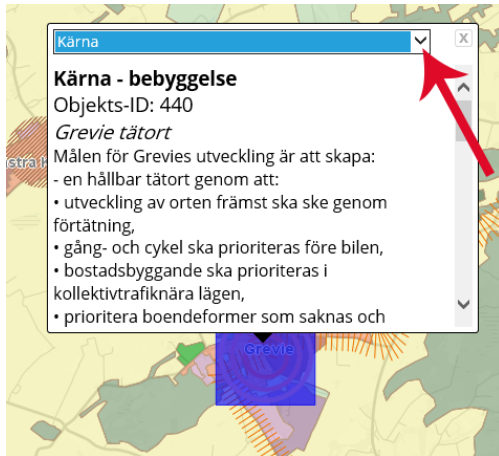 Kärna
X
Kärna - bebyggelse
Objekts-ID: 440
Grevie tätort
Målen för Grevies utveckling är att skapa:
- en hållbar tätort genom att:
• utveckling av orten främst ska ske genom
förtätning,
• gång- och cykel ska prioriteras före bilen,
• bostadsbyggande ska prioriteras i
kollektivtrafiknära lägen,
• prioritera boendeformer som saknas och
Grevie